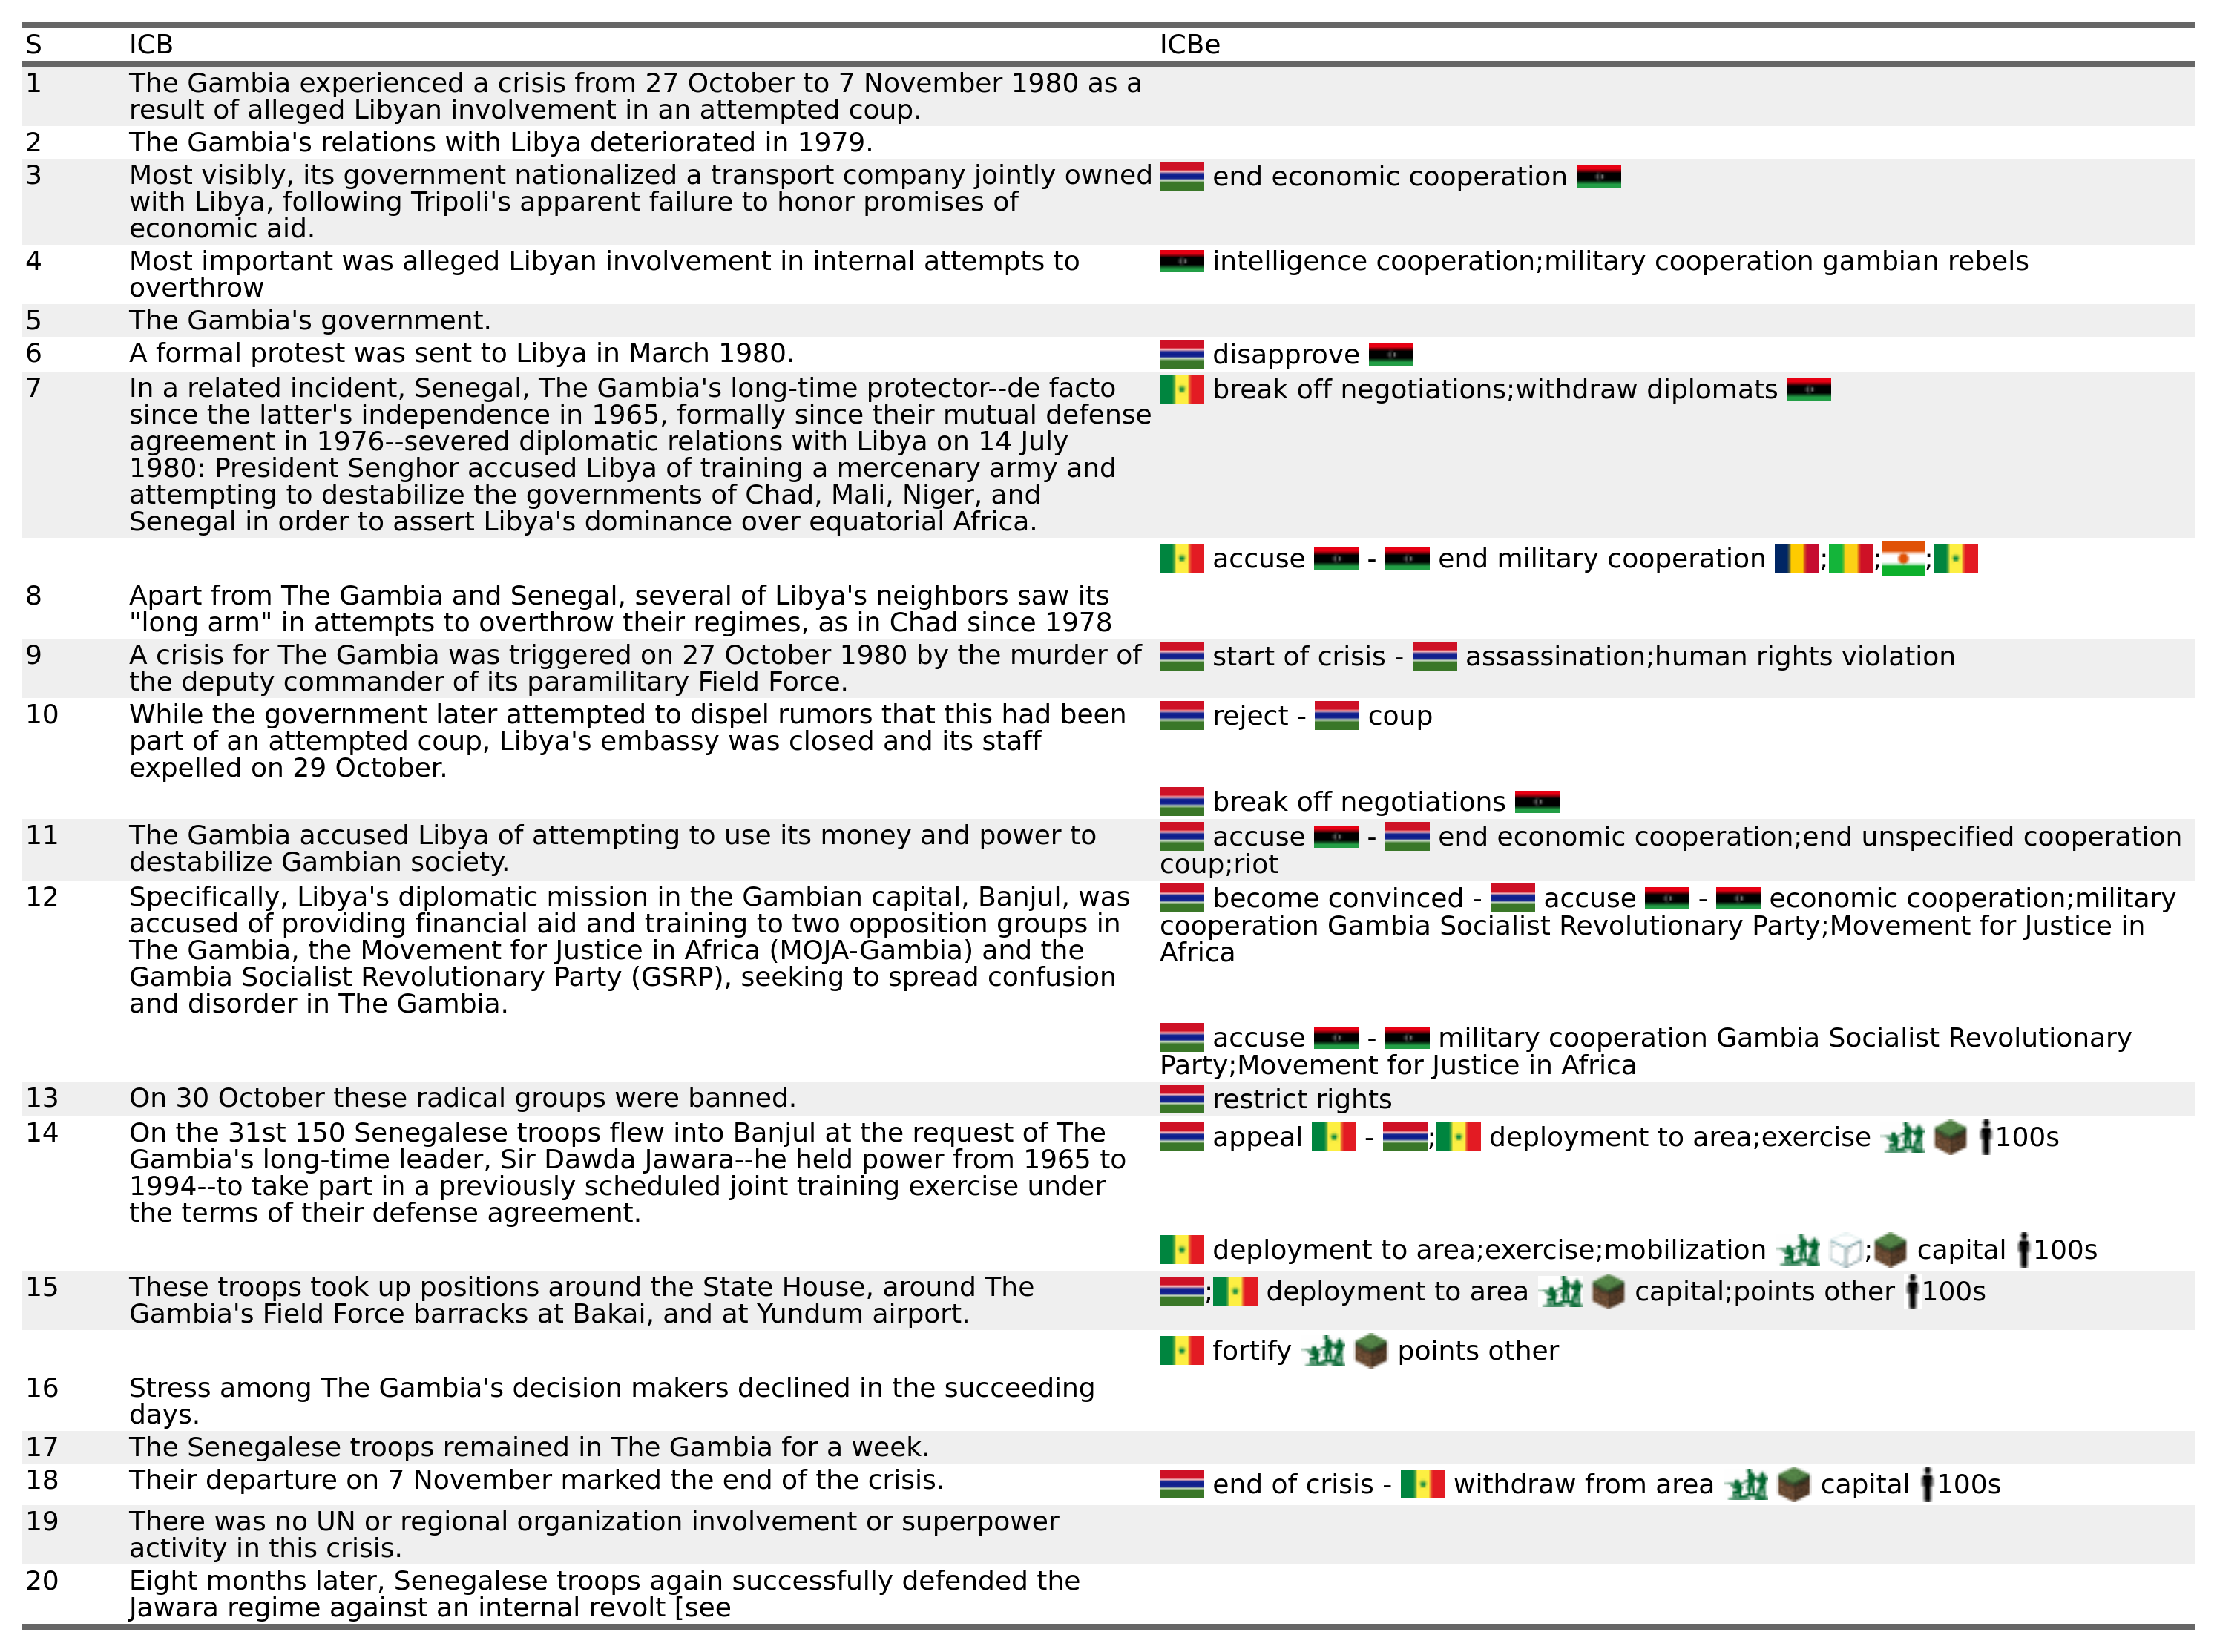 S ICB ICBe
1 The Gambia experienced a crisis from 27 October to 7 November 1980 as a
result of alleged Libyan involvement in an attempted coup.
2 The Gambia's relations with Libya deteriorated in 1979.
3 Most visibly, its government nationalized a transport company jointly owned end economic cooperation
with Libya, following Tripoli's apparent failure to honor promises of
economic aid.
4 Most important was alleged Libyan involvement in internal attempts to intelligence cooperation;military cooperation gambian rebels
overthrow
5 The Gambia's government.
6 A formal protest was sent to Libya in March 1980. disapprove
7 In a related incident, Senegal, The Gambia's long-time protector--de facto break off negotiations;withdraw diplomats
since the latter's independence in 1965, formally since their mutual defense
agreement in 1976--severed diplomatic relations with Libya on 14 July
1980: President Senghor accused Libya of training a mercenary army and
attempting to destabilize the governments of Chad, Mali, Niger, and
Senegal in order to assert Libya's dominance over equatorial Africa.
accuse - end military cooperation ; ; ;
8 Apart from The Gambia and Senegal, several of Libya's neighbors saw its
"long arm" in attempts to overthrow their regimes, as in Chad since 1978
9 A crisis for The Gambia was triggered on 27 October 1980 by the murder of start of crisis - assassination;human rights violation
the deputy commander of its paramilitary Field Force.
10 While the government later attempted to dispel rumors that this had been reject - coup
part of an attempted coup, Libya's embassy was closed and its staff
expelled on 29 October.
break off negotiations
11 The Gambia accused Libya of attempting to use its money and power to accuse - end economic cooperation;end unspecified cooperation
destabilize Gambian society. coup;riot
12 Specifically, Libya's diplomatic mission in the Gambian capital, Banjul, was become convinced - accuse - economic cooperation;military
accused of providing financial aid and training to two opposition groups in cooperation Gambia Socialist Revolutionary Party;Movement for Justice in
The Gambia, the Movement for Justice in Africa (MOJA-Gambia) and the Africa
Gambia Socialist Revolutionary Party (GSRP), seeking to spread confusion
and disorder in The Gambia.
accuse - military cooperation Gambia Socialist Revolutionary
Party;Movement for Justice in Africa
13 On 30 October these radical groups were banned. restrict rights
14 On the 31st 150 Senegalese troops flew into Banjul at the request of The appeal - ; deployment to area;exercise 100s
Gambia's long-time leader, Sir Dawda Jawara--he held power from 1965 to
1994--to take part in a previously scheduled joint training exercise under
the terms of their defense agreement.
deployment to area;exercise;mobilization ; capital 100s
15 These troops took up positions around the State House, around The ; deployment to area capital;points other 100s
Gambia's Field Force barracks at Bakai, and at Yundum airport.
fortify points other
16 Stress among The Gambia's decision makers declined in the succeeding
days.
17 The Senegalese troops remained in The Gambia for a week.
18 Their departure on 7 November marked the end of the crisis. end of crisis - withdraw from area capital 100s
19 There was no UN or regional organization involvement or superpower
activity in this crisis.
20 Eight months later, Senegalese troops again successfully defended the
Jawara regime against an internal revolt [see